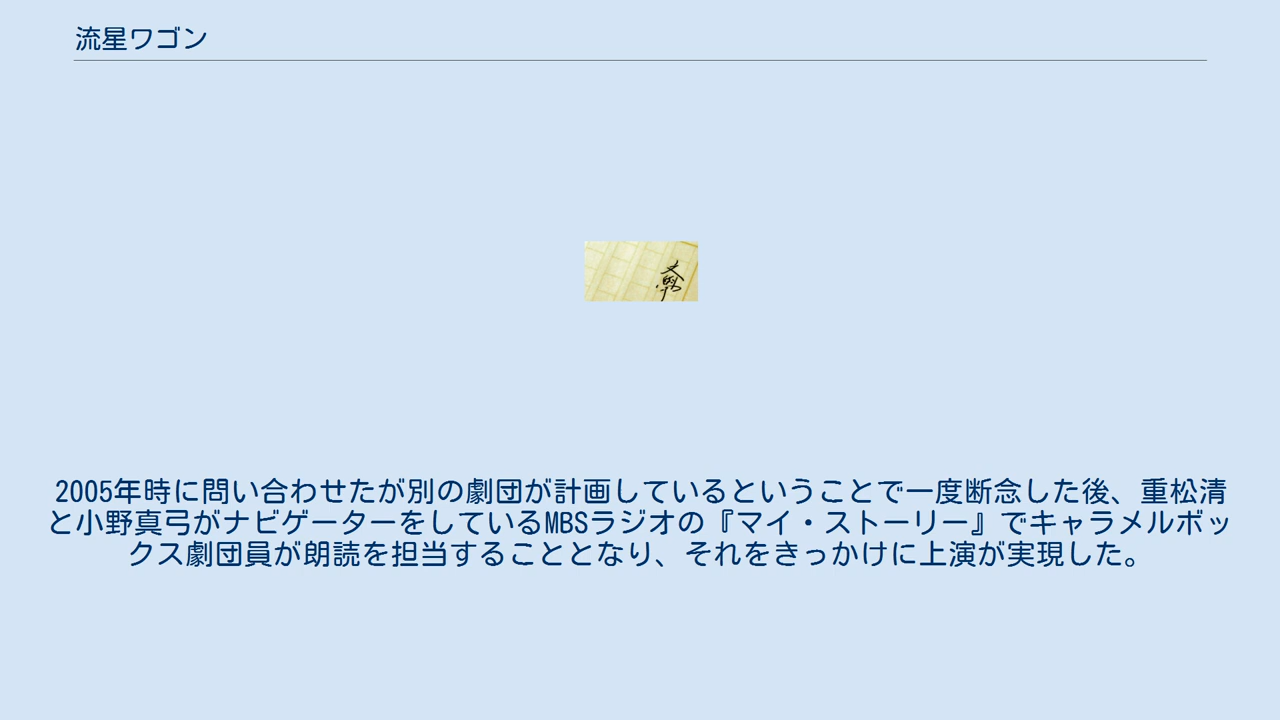 流星ワゴン
2005年時に問い合わせたが別の劇団が計画しているということで一度断念した後、重松清
と小野真弓がナビゲーターをしているMBSラジオの『マイ・ストーリー』でキャラメルボッ
クス劇団員が朗読を担当することとなり、それをきっかけに上演が実現した。